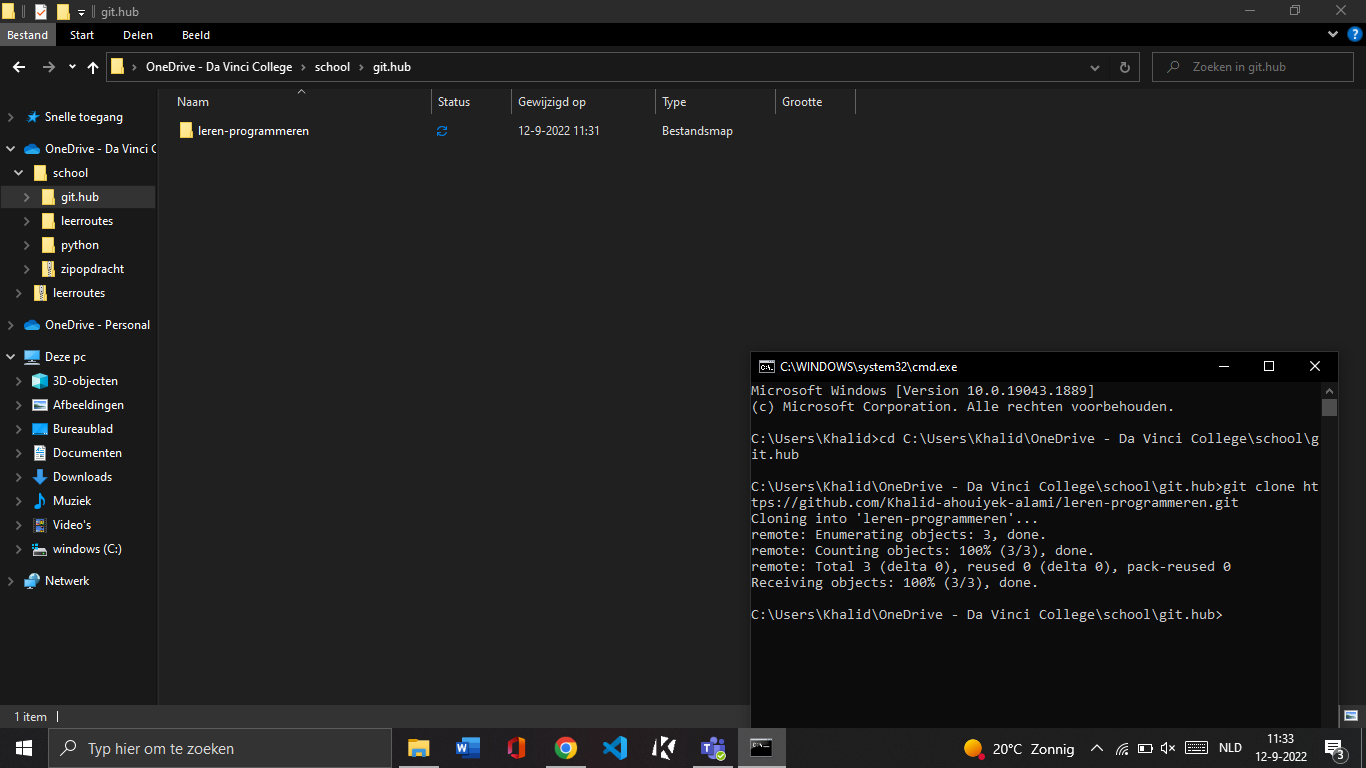 git.hub
Bestand Start Delen Beeld
OneDrive - Da Vinci College > school > git.hub
Zoeken in git.hub
Naam Status Gewijzigd op Type Grootte
leren-programmeren 12-9-2022 11:31 Bestandsmap
Snelle toegang
OneDrive - Da Vinci C
school
git.hub
leerroutes
python
zipopdracht
leerroutes
OneDrive - Personal
Deze pc
3D-objecten
Afbeeldingen
Bureaublad
Documenten
Downloads
Muziek
Video's
windows (C:)
Netwerk
1 item
C:\WINDOWS\system32\cmd.exe
Microsoft Windows [Version 10.0.19043.1889]
(c) Microsoft Corporation. Alle rechten voorbehouden.
C:\Users\Khalid>cd C:\Users\Khalid\OneDrive - Da Vinci College\school\g
it.hub
C:\Users\Khalid\OneDrive - Da Vinci College\school\git.hub>git clone ht
tps://github.com/Khalid-ahouiyek-alami/leren-programmeren.git
Cloning into 'leren-programmeren'...
remote: Enumerating objects: 3, done.
remote: Counting objects: 100% (3/3), done.
remote: Total 3 (delta 0), reused 0 (delta 0), pack-reused 0
Receiving objects: 100% (3/3), done.
C:\Users\Khalid\OneDrive - Da Vinci College\school\git.hub>
Typ hier om te zoeken
20°C Zonnig
NLD
11:33
12-9-2022
3